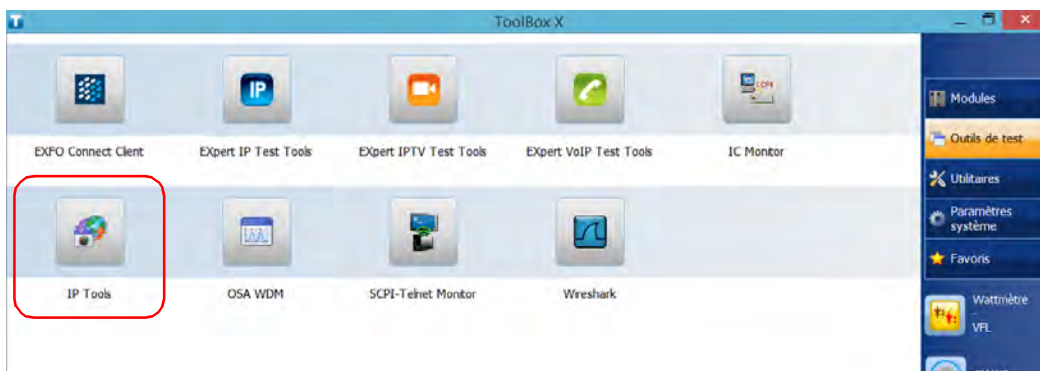 ToolBox X
EXFO Connect Client
EXpert IP Test Tools
EXpert IPTV Test Tools
EXpert VoIP Test Tools
IC Monitor
IP Tools
OSA WDM
SCPI-Telnet Monitor
Wireshark
Modules
Outils de test
Utilitaires
Paramètres
système
Favoris
Wattmètre
-
VFL